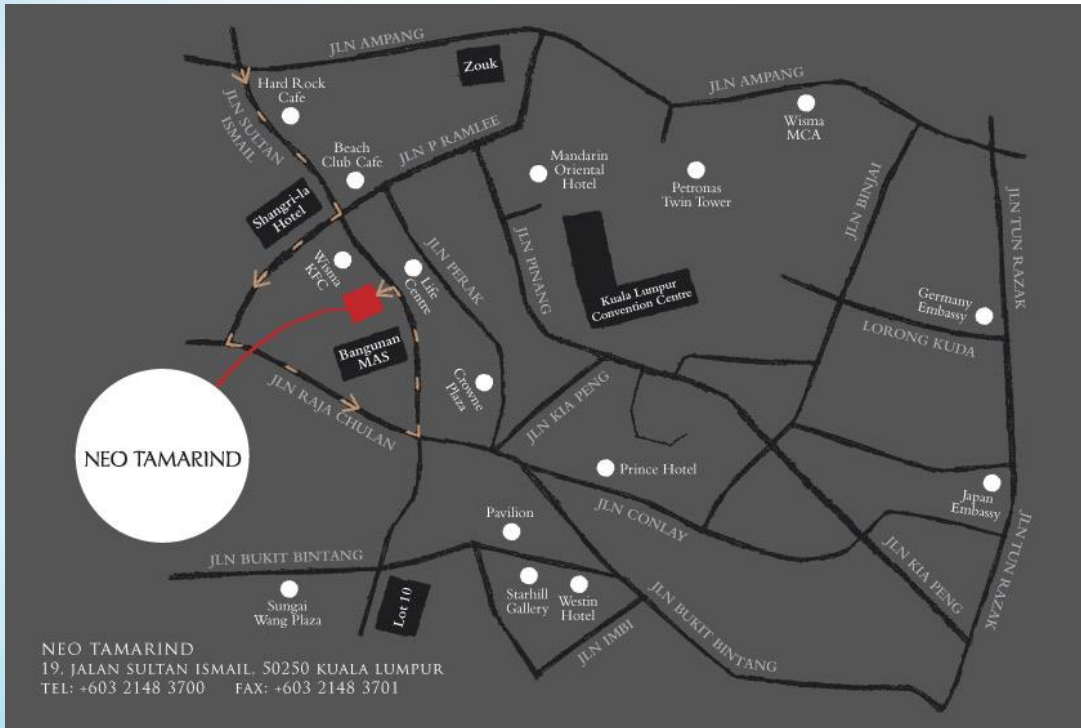 JLN AMPANG
Zouk
JLN AMPANG
Hard Rock
Cafe
Wisma
MCA
JLN SULTAN
ISMAIL
Beach
Club Cafe
JLN P RAMLEE
Mandarin
Oriental
Hotel
Petronas
Twin Tower
JLN BINJAI
JLN TUN RAZAK
Shangri-la
Hotel
Wisma
KFC
Life
Centre
JLN PERAK
JLN PINANG
Kuala Lumpur
Convention Centre
Germany
Embassy
LORONG KUDA
Bangunan
MAS
JLN RAJA CHULAN
Crowne
Plaza
JLN KIA PENG
NEO TAMARIND
Prince Hotel
Japan
Embassy
JLN CONLAY
Pavilion
JLN TUN RAZAK
JLN KIA PENG
JLN BUKIT BINTANG
Sungai
Wang Plaza
Lot 10
Starhill
Gallery
Westin
Hotel
JLN IMBI
JLN BUKIT BINTANG
NEO TAMARIND
19, JALAN SULTAN ISMAIL, 50250 KUALA LUMPUR
TEL: +603 2148 3700 FAX: +603 2148 3701